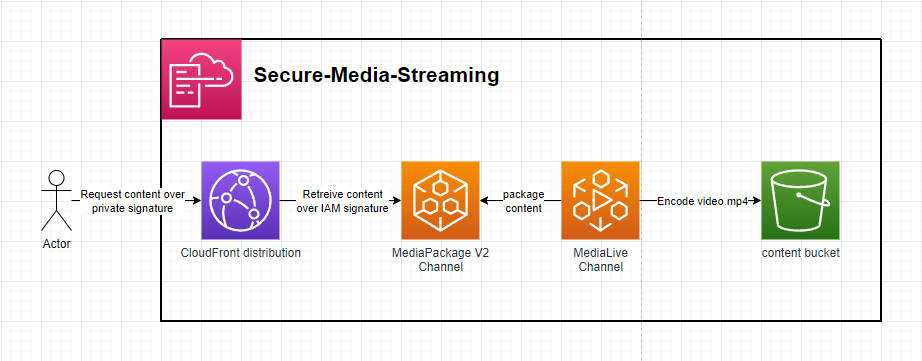 Secure-Media-Streaming
Request content over
private signature
Retreive content
over IAM signature
package
content
Encode video.mp4
Actor
CloudFront distribution
MediaPackage V2
Channel
MediaLive
Channel
content bucket